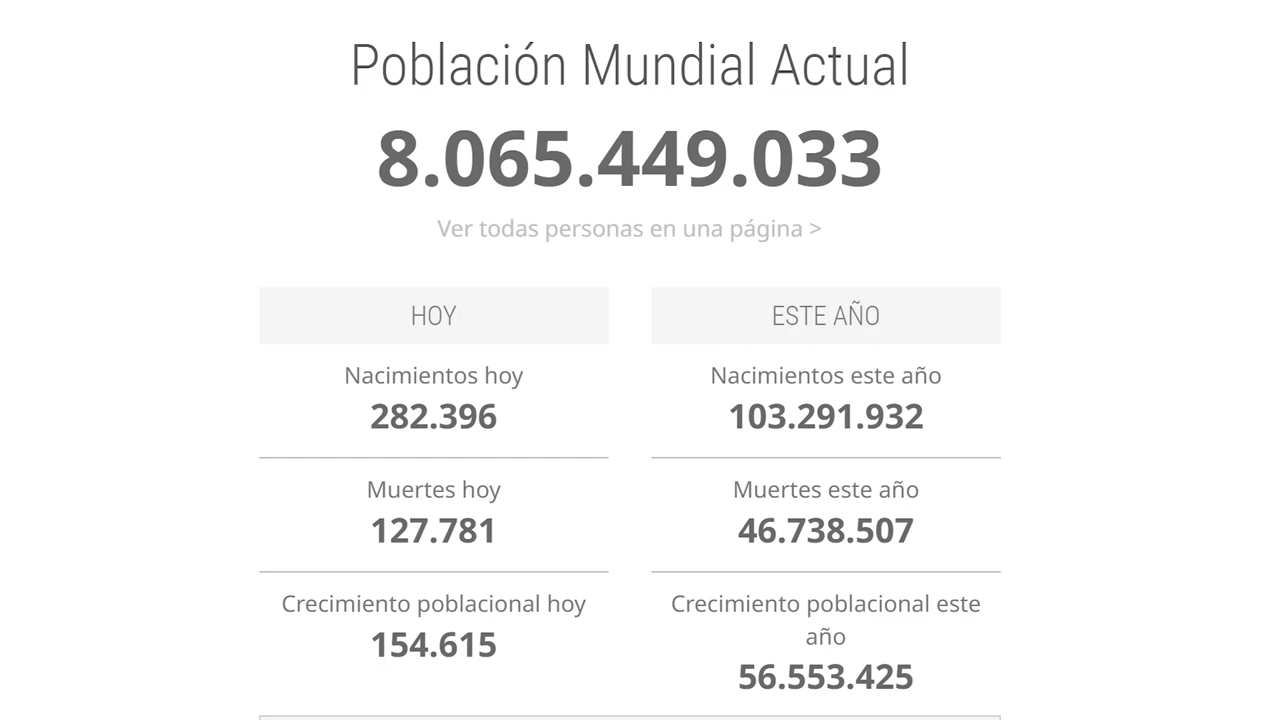 Población Mundial Actual
8.065.449.033
Ver todas personas en una página >
HOY
Nacimientos hoy
282.396
Muertes hoy
127.781
Crecimiento poblacional hoy
154.615
ESTE AÑO
Nacimientos este año
103.291.932
Muertes este año
46.738.507
Crecimiento poblacional este
año
56.553.425